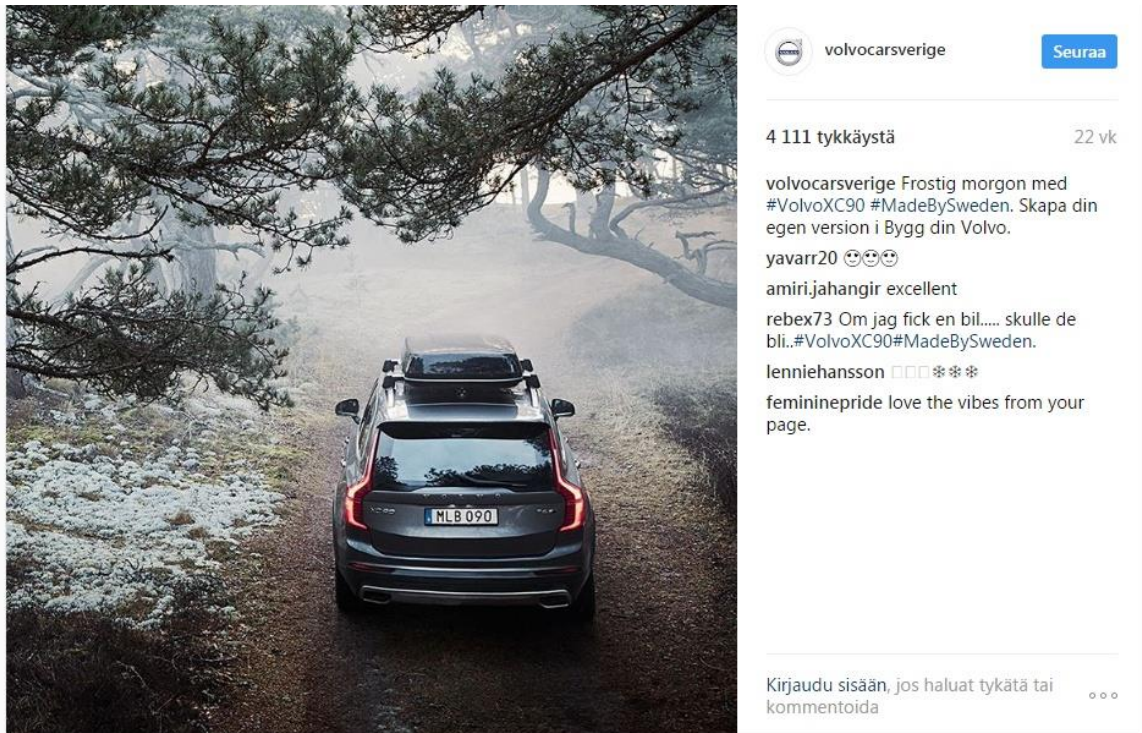 volvocarsverige
Seuraa
4 111 tykkäystä
22 vk
volvocarsverige Frostig morgon med
#VolvoXC90 #MadeBySweden. Skapa din
egen version i Bygg din Volvo.
yavarr20 🙂🙂🙂
amiri.jahangir excellent
rebex73 Om jag fick en bil..... skulle de
bli..#VolvoXC90#MadeBySweden.
lenniehansson □□□❄❄❄
femininepride love the vibes from your
page.
Kirjaudu sisään, jos haluat tykätä tai
kommentoida
VOLVO
XC90
MLB 090